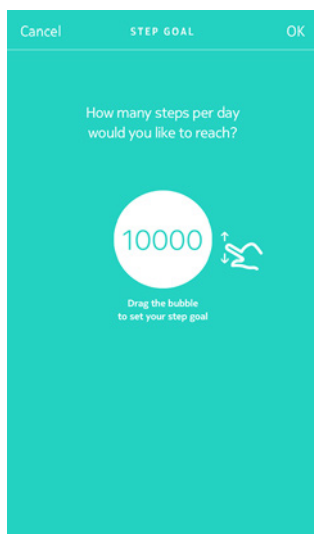 Cancel STEP GOAL OK
How many steps per day
would you like to reach?
10000
Drag the bubble
to set your step goal